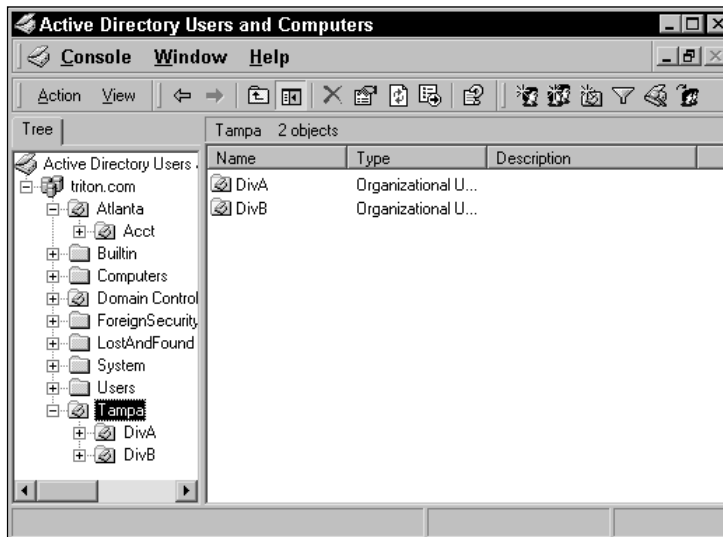 Active Directory Users and Computers
Console Window Help
Action View
Tree
Tampa 2 objects
Active Directory Users .
triton.com
Atlanta
Acct
Builtin
Computers
Domain Control
ForeignSecurity
LostAndFound
System
Users
Tampa
DivA
DivB
Name Type Description
DivA Organizational U...
DivB Organizational U...